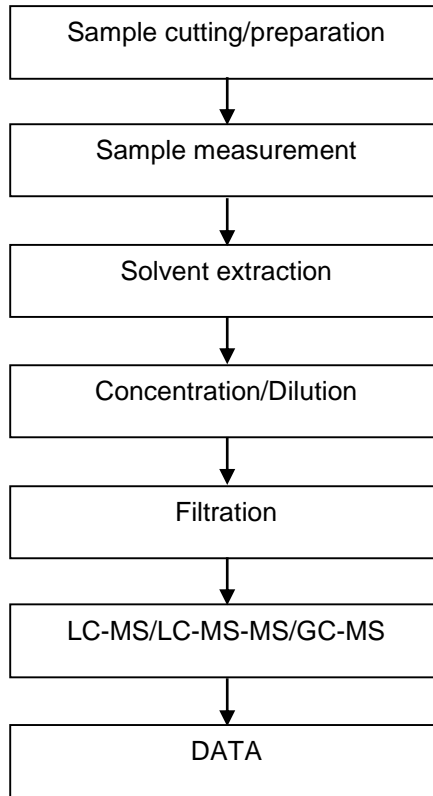 Sample cutting/preparation
Sample measurement
Solvent extraction
Concentration/Dilution
Filtration
LC-MS/LC-MS-MS/GC-MS
DATA